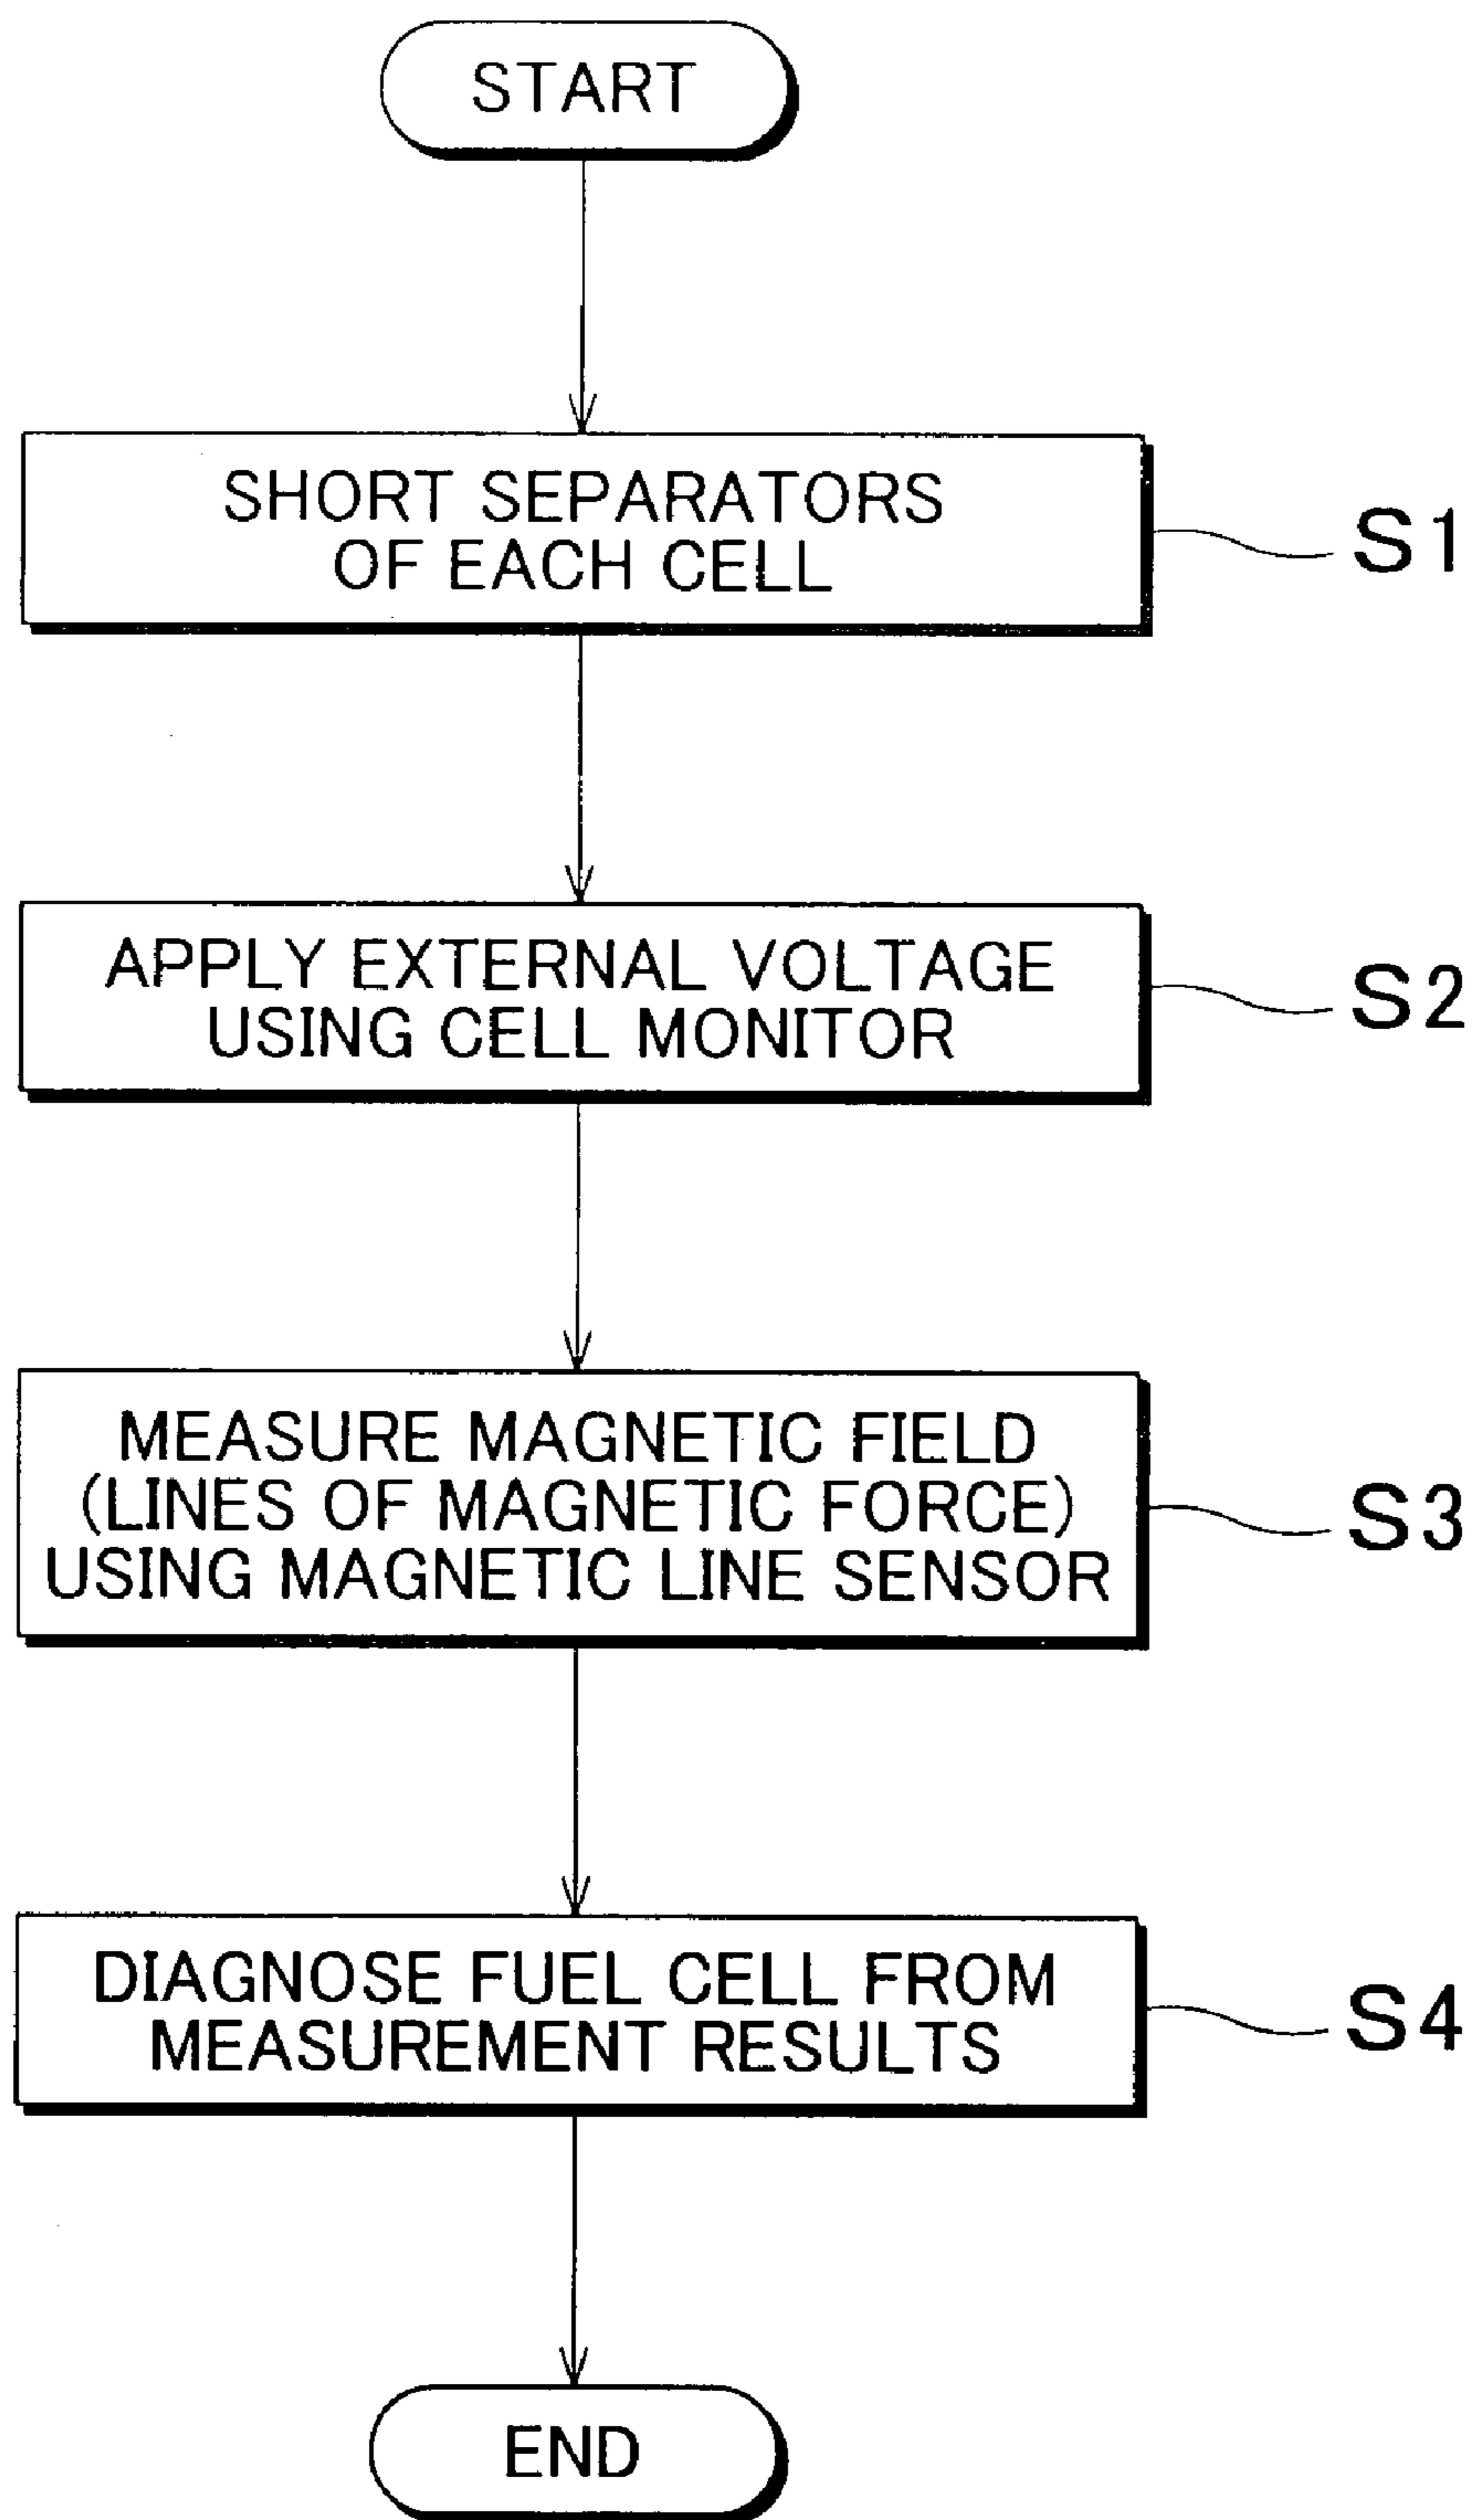 START
SHORT SEPARATORS
OF EACH CELL
S1
APPLY EXTERNAL VOLTAGE
USING CELL MONITOR
S2
MEASURE MAGNETIC FIELD
(LINES OF MAGNETIC FORCE)
USING MAGNETIC LINE SENSOR
S3
DIAGNOSE FUEL CELL FROM
MEASUREMENT RESULTS
S4
END